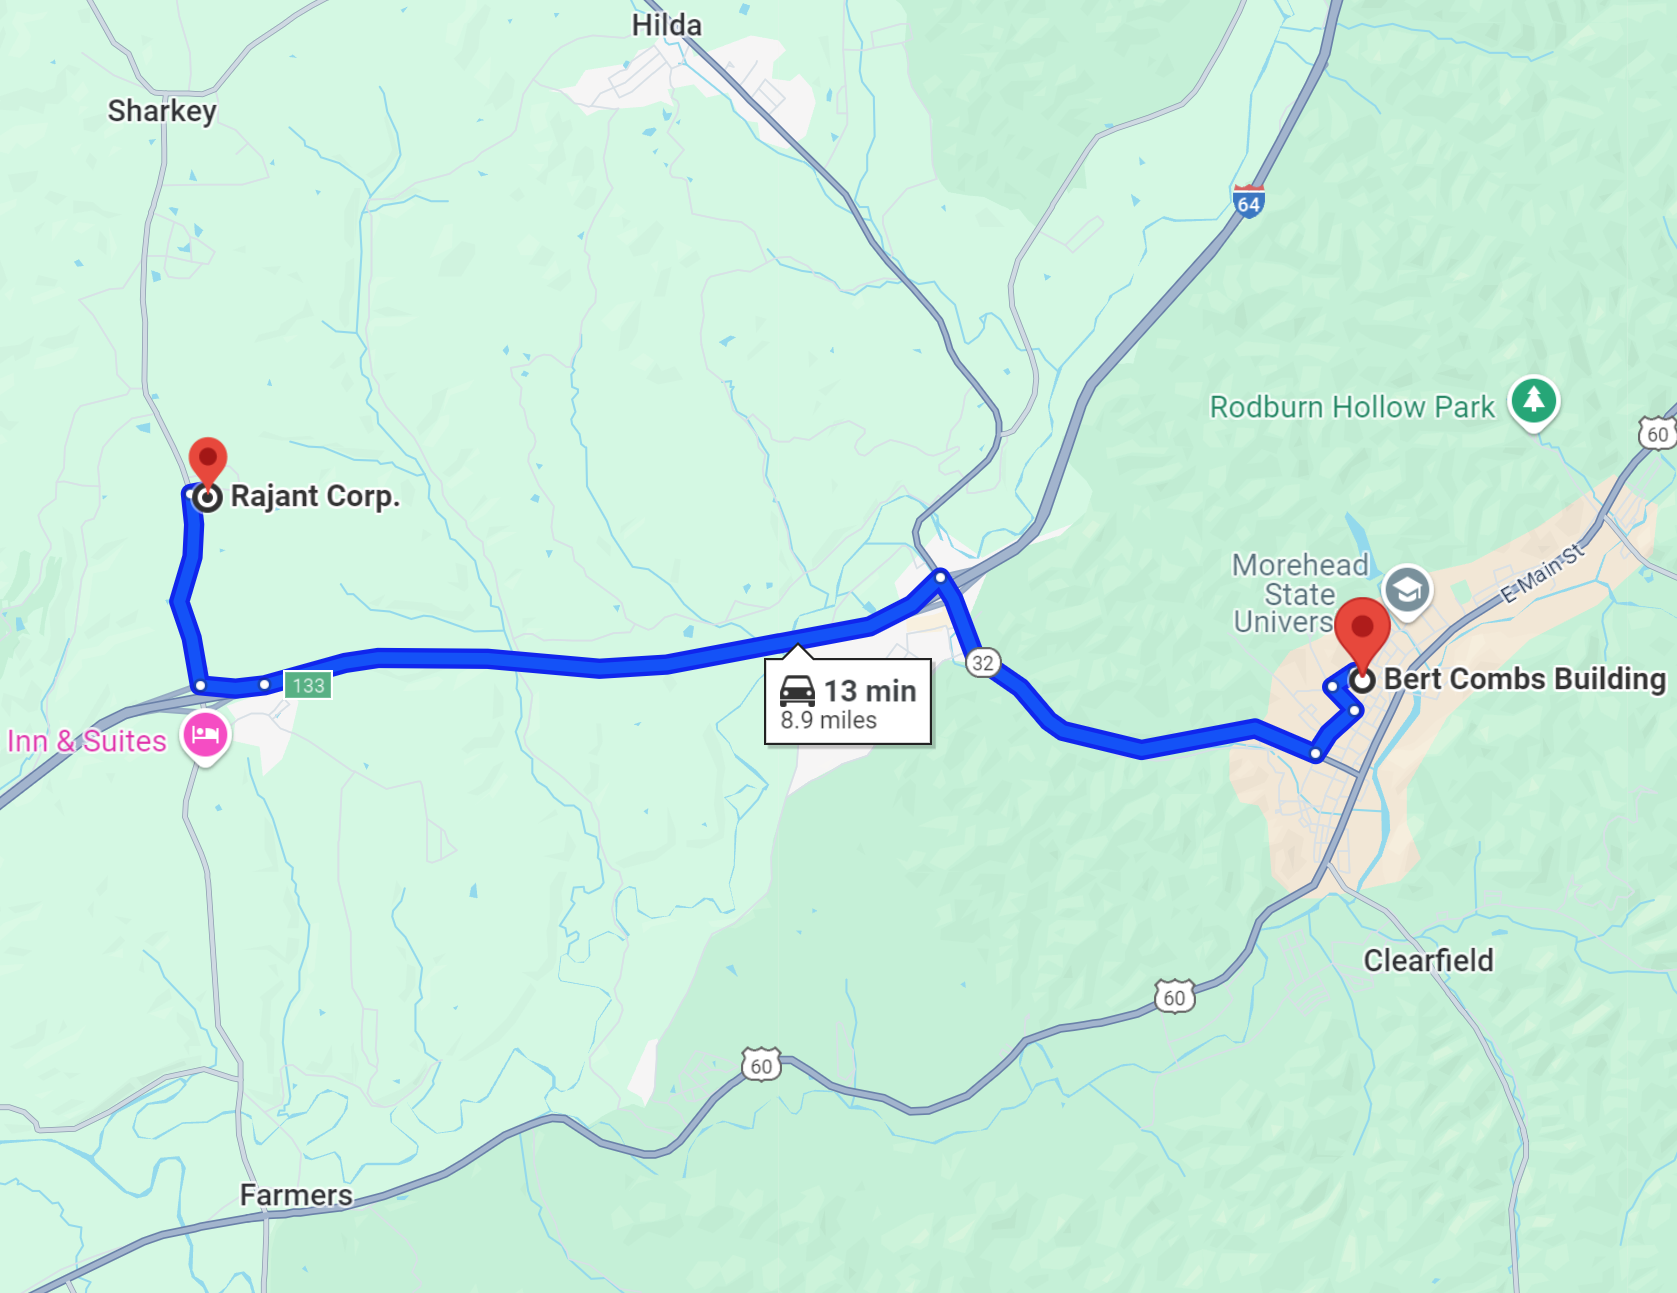 Hilda
Sharkey
64
Rodburn Hollow Park
60
Rajant Corp.
E Main St
Morehead
State
Univers
32
133
13 min
8.9 miles
Bert Combs Building
Inn & Suites
Clearfield
60
60
Farmers